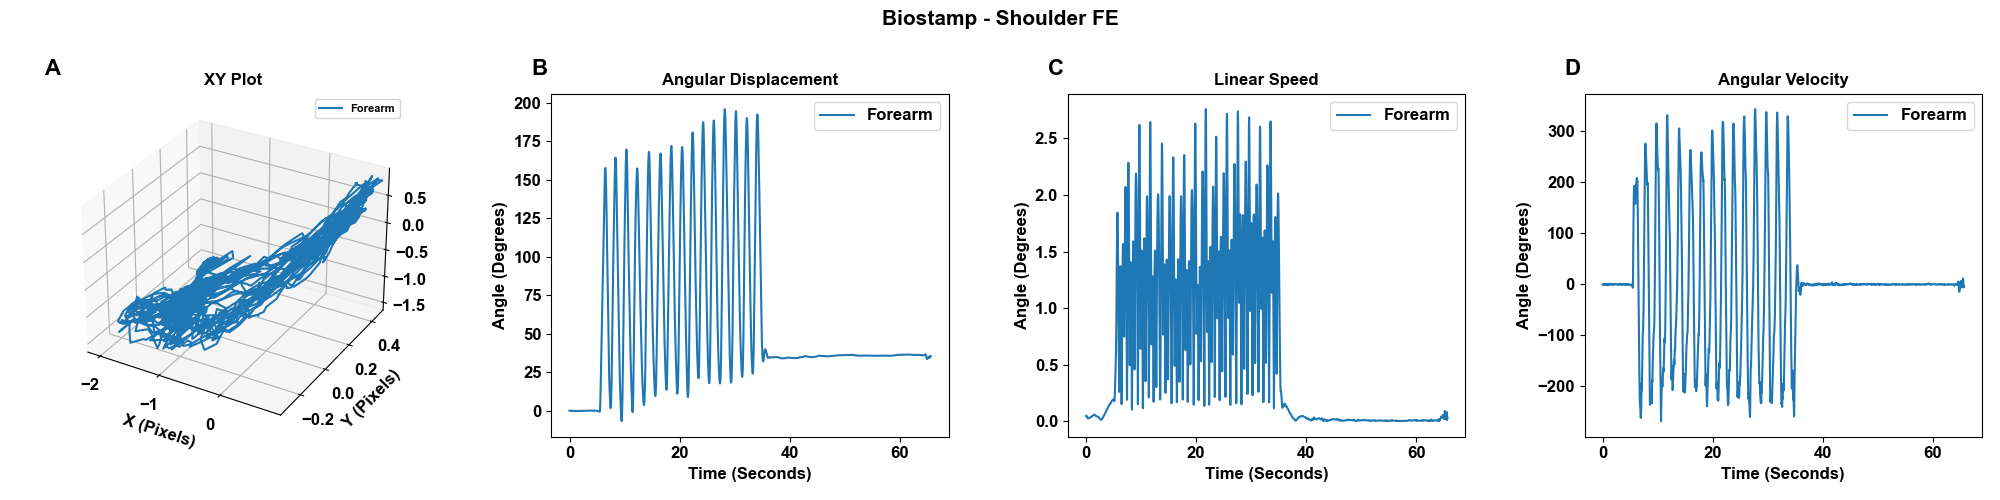 Biostamp - Shoulder FE
A
XY Plot
Forearm
0.5
0.0
−0.5
−1.0
−1.5
−2
−1
0
X (Pixels)
−0.2
0.0
0.2
0.4
Y (Pixels)
B
Angular Displacement
Forearm
200
175
150
125
100
75
50
25
0
Angle (Degrees)
0 20 40 60
Time (Seconds)
C
Linear Speed
Forearm
2.5
2.0
1.5
1.0
0.5
0.0
Angle (Degrees)
0 20 40 60
Time (Seconds)
D
Angular Velocity
Forearm
300
200
100
0
−100
−200
Angle (Degrees)
0 20 40 60
Time (Seconds)